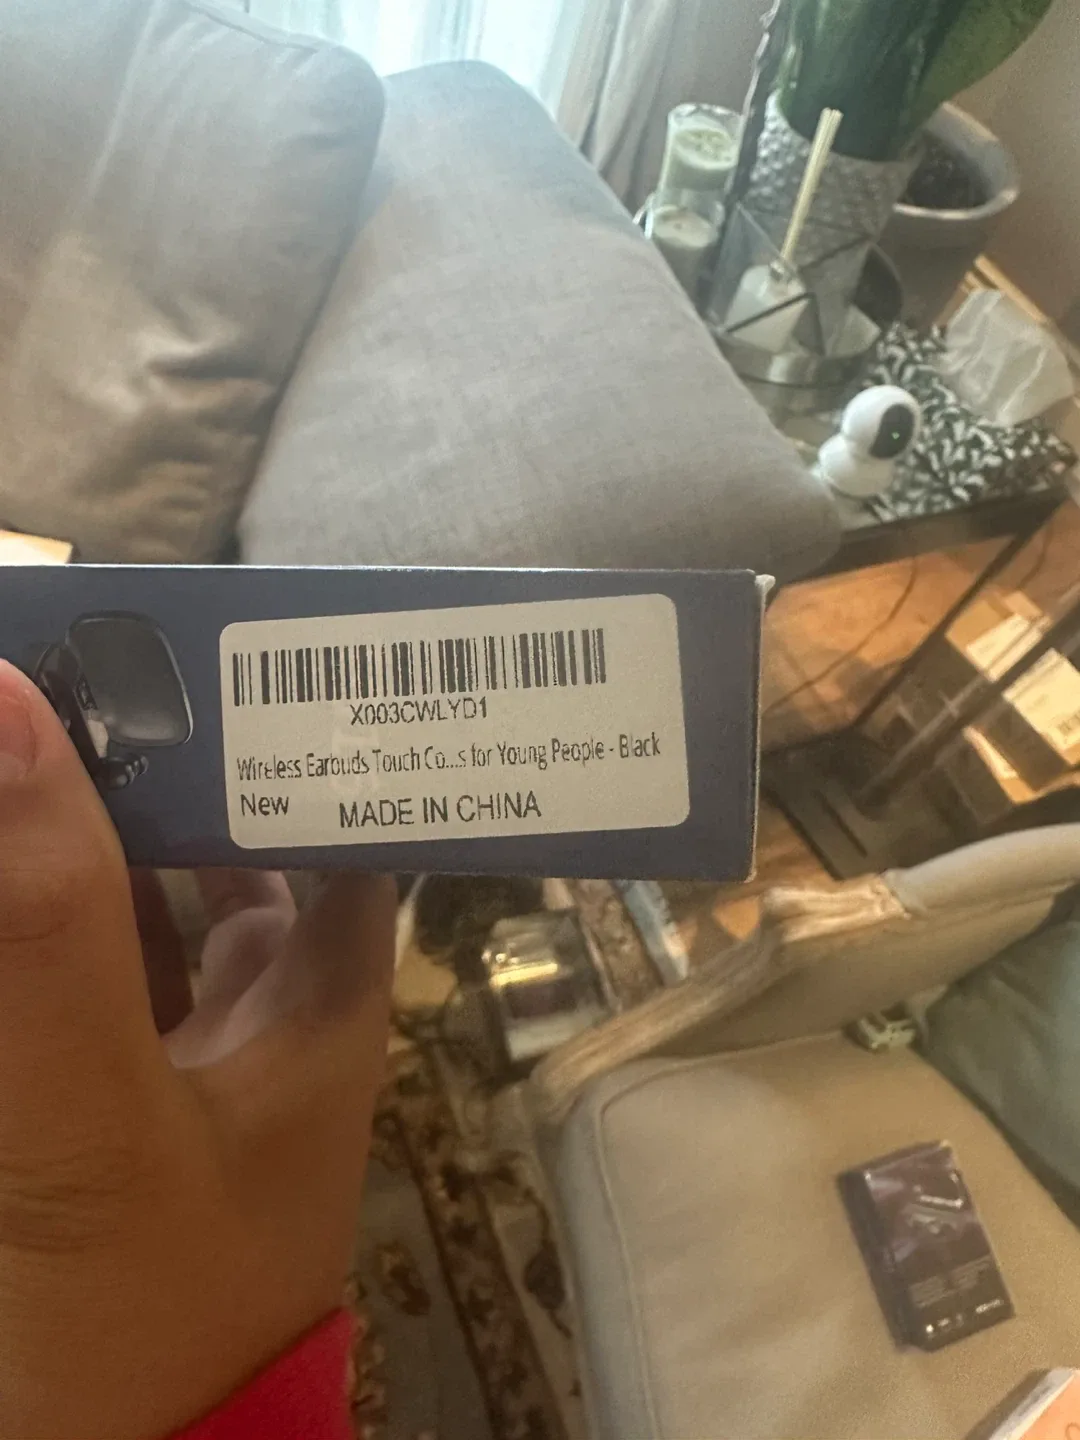 X003CWLYD1
Wireless Earbuds Touch Co...s for Young People - Black
New
MADE IN CHINA